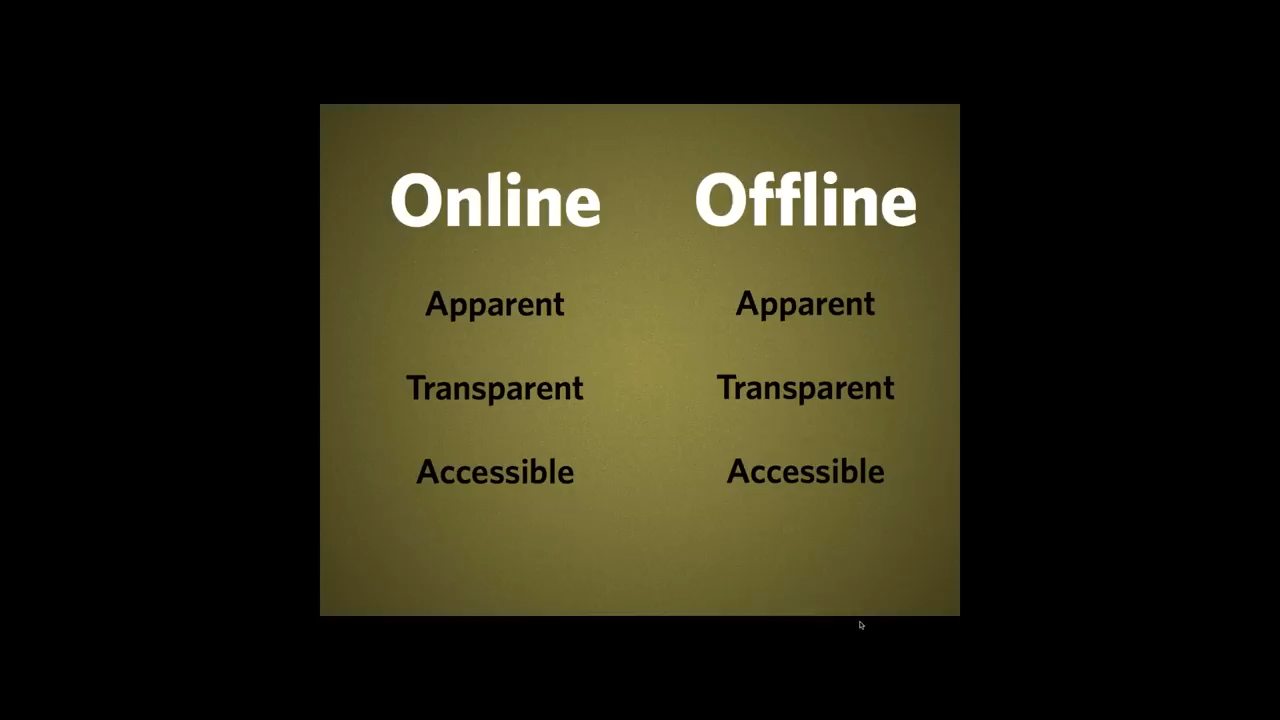 Online Offline
Apparent Apparent
Transparent Transparent
Accessible Accessible